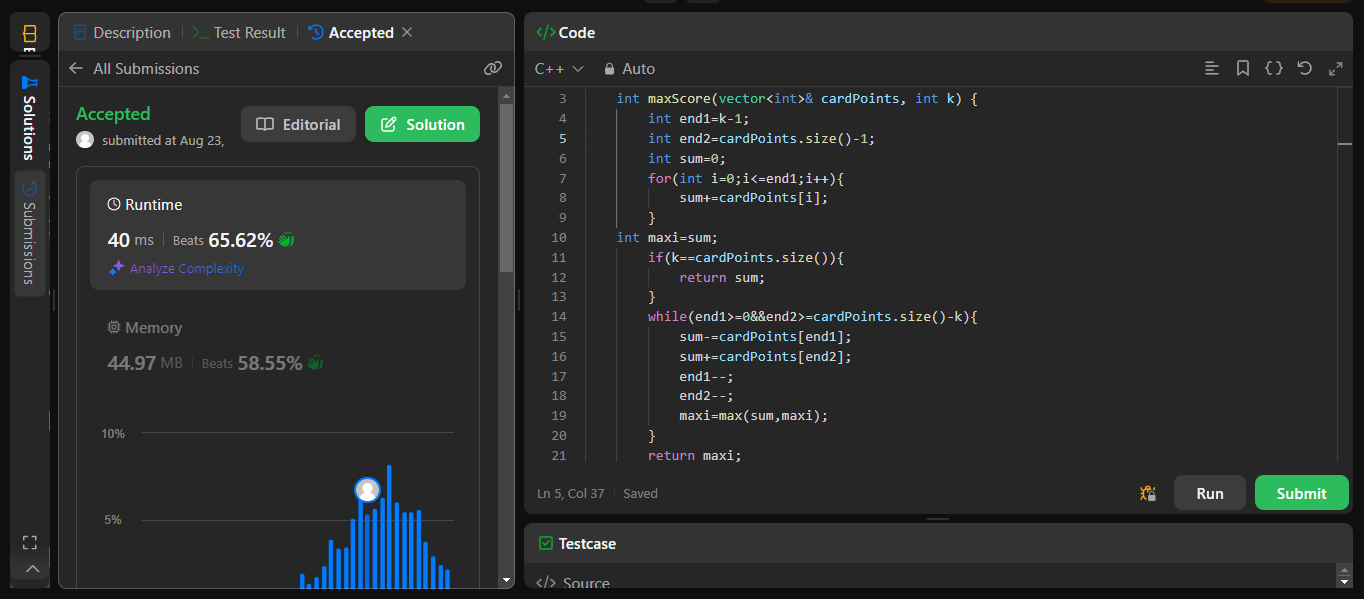 Description
Test Result
Accepted
All Submissions
Accepted
submitted at Aug 23,
Editorial
Solution
Runtime
40 ms
Beats 65.62%
Analyze Complexity
Memory
44.97 MB
Beats 58.55%
10%
5%
Solutions
Submissions
Code
C++
Auto
3 int maxScore(vector<int>& cardPoints, int k) {
4 int end1=k-1;
5 int end2=cardPoints.size()-1;
6 int sum=0;
7 for(int i=0;i<=end1;i++){
8 sum+=cardPoints[i];
9 }
10 int maxi=sum;
11 if(k==cardPoints.size()){
12 return sum;
13 }
14 while(end1>=0&&end2>=cardPoints.size()-k){
15 sum-=cardPoints[end1];
16 sum+=cardPoints[end2];
17 end1--;
18 end2--;
19 maxi=max(sum,maxi);
20 }
21 return maxi;
Ln 5, Col 37
Saved
Run
Submit
Testcase
Source